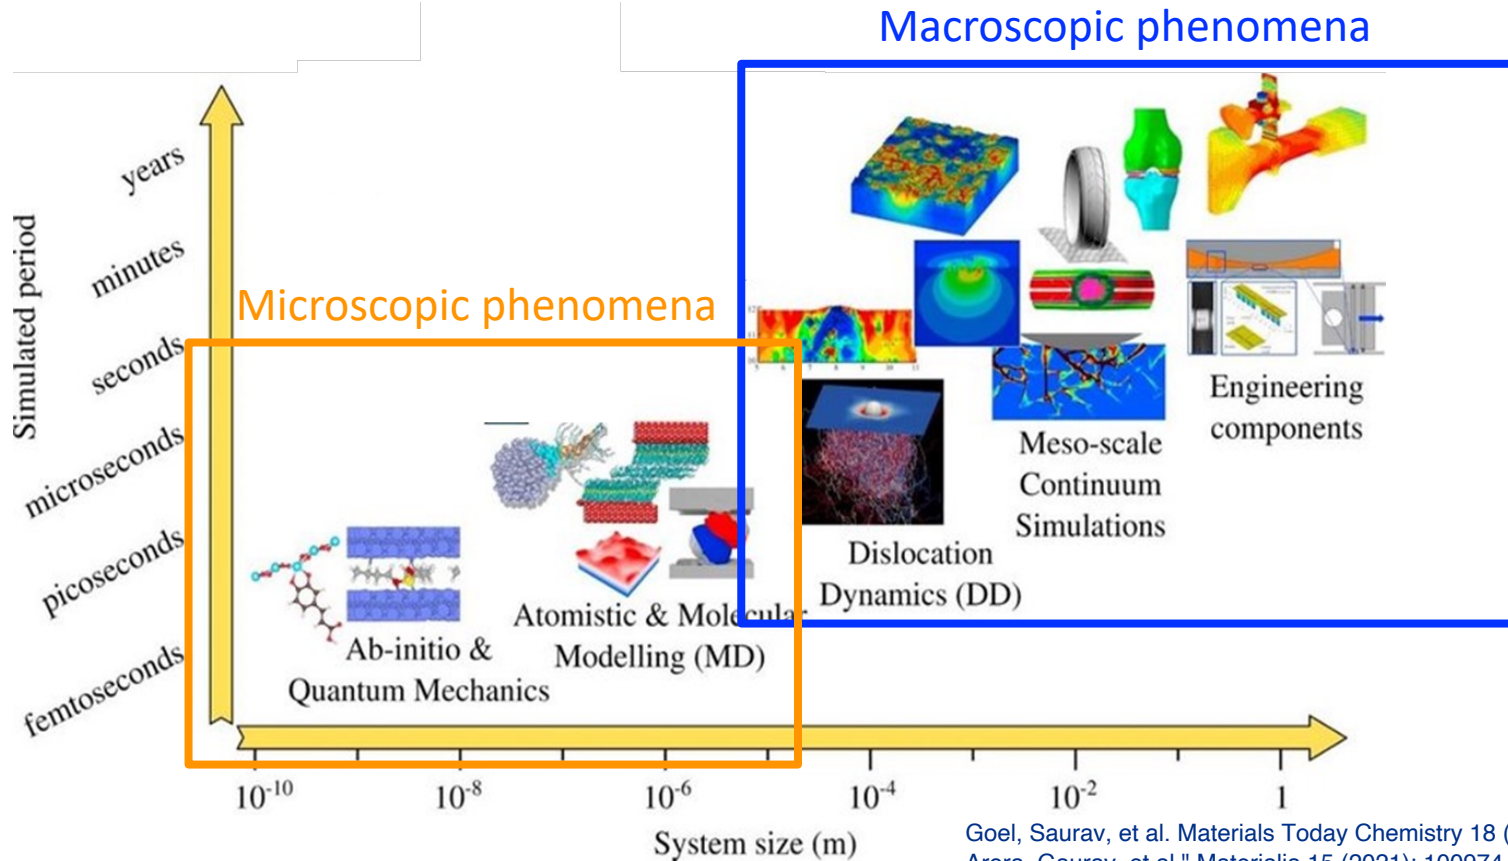 Macroscopic phenomena
years
minutes
Simulated period
Microscopic phenomena
seconds
microseconds
picoseconds
femtoseconds
Engineering
components
Meso-scale
Continuum
Simulations
Dislocation
Dynamics (DD)
Atomistic & Molecular
Modelling (MD)
Ab-initio &
Quantum Mechanics
10-10
10-8
10-6
10-4
10-2
1
System size (m)
Goel, Saurav, et al. Materials Today Chemistry 18 (